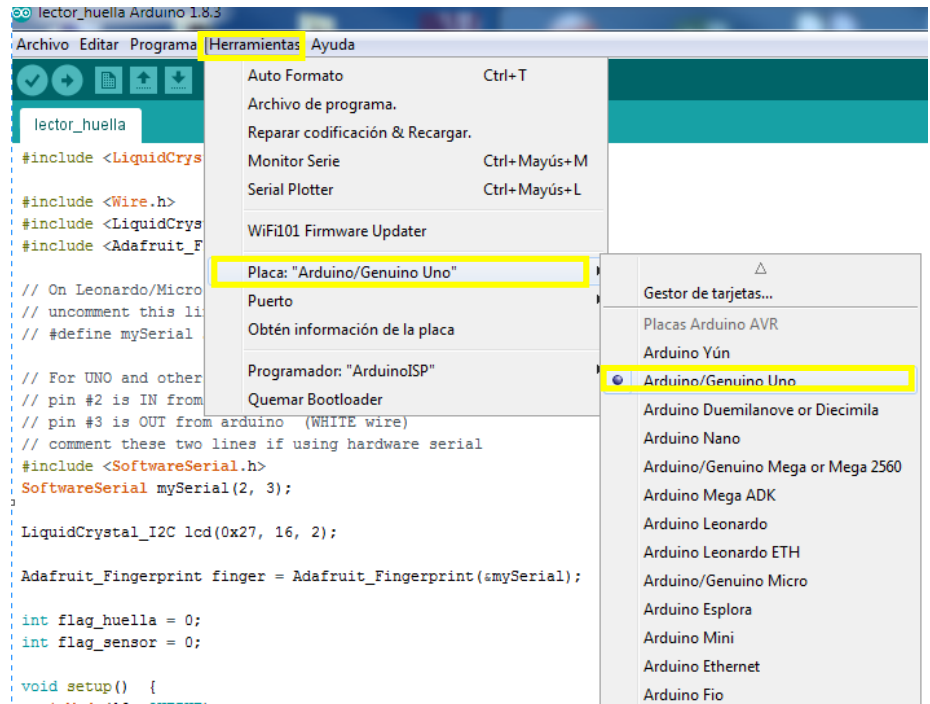 lector_huella Arduino 1.8.3
Archivo Editar Programa Herramientas Ayuda
lector_huella
Auto Formato Ctrl+T
Archivo de programa.
Reparar codificación & Recargar.
Monitor Serie Ctrl+Mayús+M
Serial Plotter Ctrl+Mayús+L
WiFi101 Firmware Updater
Placa: "Arduino/Genuino Uno"
Puerto
Obtén información de la placa
Programador: "ArduinoISP"
Quemar Bootloader
Gestor de tarjetas...
Placas Arduino AVR
Arduino Yún
Arduino/Genuino Uno
Arduino Duemilanove or Diecimila
Arduino Nano
Arduino/Genuino Mega or Mega 2560
Arduino Mega ADK
Arduino Leonardo
Arduino Leonardo ETH
Arduino/Genuino Micro
Arduino Esplora
Arduino Mini
Arduino Ethernet
Arduino Fio
#include <LiquidCrys
#include <Wire.h>
#include <LiquidCrys
#include <Adafruit_F
// On Leonardo/Micro
// uncomment this li
// #define mySerial
// For UNO and other
// pin #2 is IN from
// pin #3 is OUT from arduino (WHITE wire)
// comment these two lines if using hardware serial
#include <SoftwareSerial.h>
SoftwareSerial mySerial(2, 3);
LiquidCrystal_I2C lcd(0x27, 16, 2);
Adafruit_Fingerprint finger = Adafruit_Fingerprint(&mySerial);
int flag_huella = 0;
int flag_sensor = 0;
void setup() {